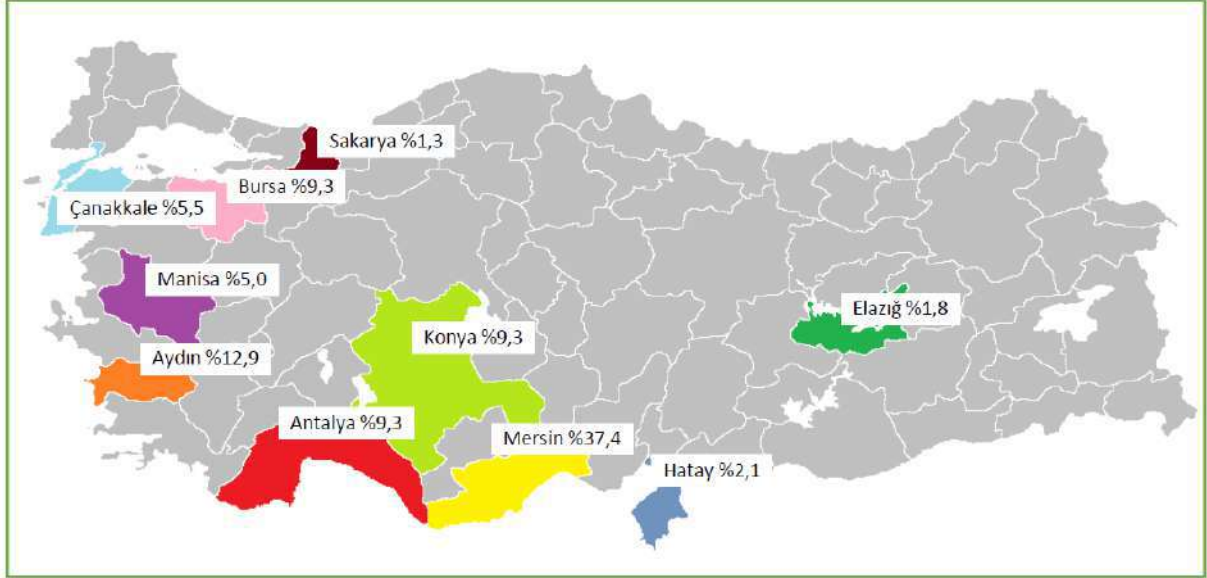 Sakarya %1,3
Bursa %9,3
Çanakkale %5,5
Manisa %5,0
Elazığ %1,8
Konya %9,3
Aydın %12,9
Antalya %9,3
Mersin %37,4
Hatay %2,1